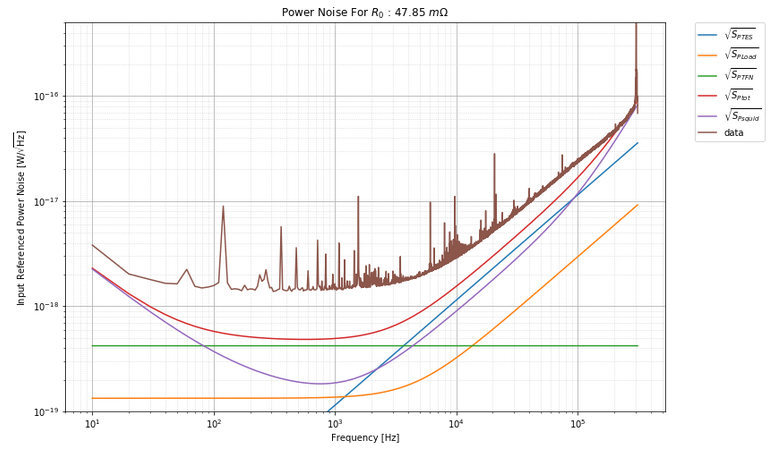 Power Noise For R₀ : 47.85 mΩ
Input Referenced Power Noise [W/√Hz]
10⁻¹⁶
10⁻¹⁷
10⁻¹⁸
10⁻¹⁹
10¹
10²
10³
10⁴
10⁵
Frequency [Hz]
√S_PTES
√S_PLoad
√S_PTFN
√S_Ptot
√S_Psquid
data